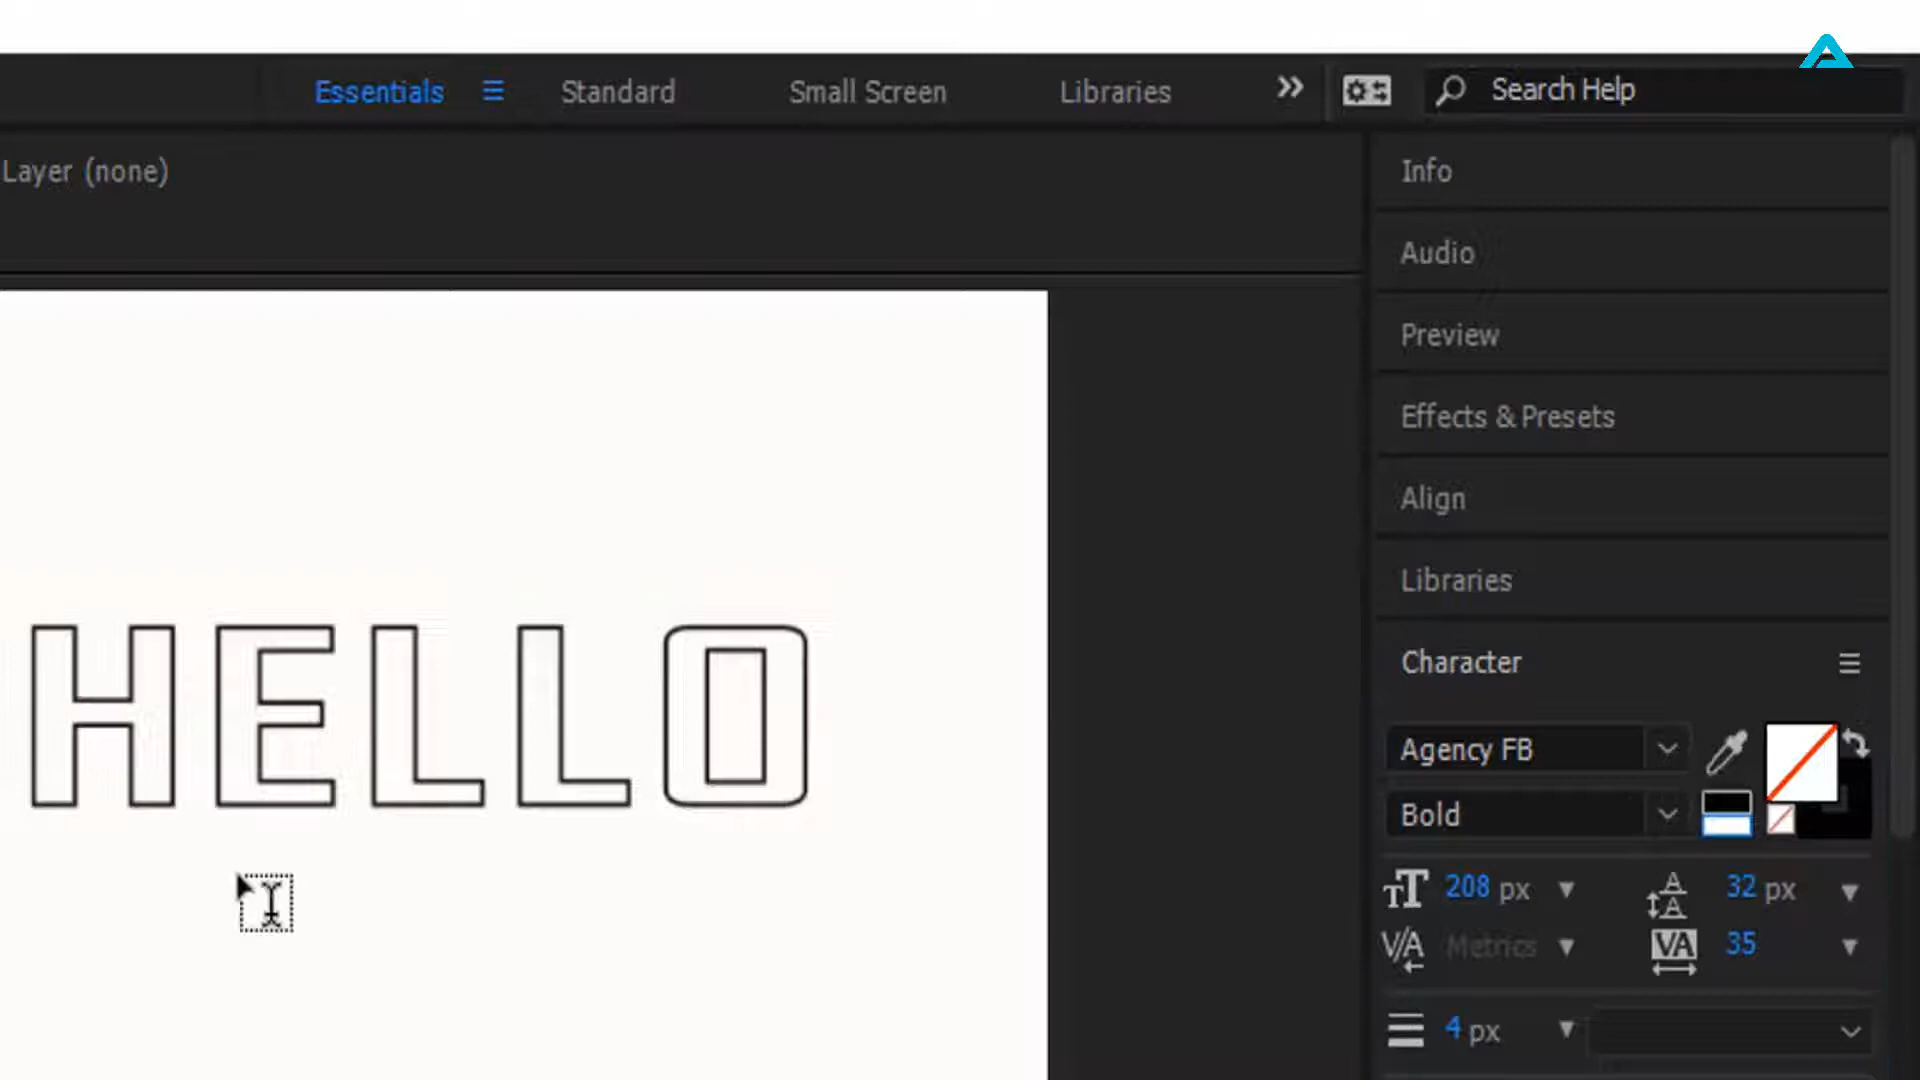 Essentials Standard Small Screen Libraries Search Help
Layer (none)
Info
Audio
Preview
Effects & Presets
Align
Libraries
HELLO
Character
Agency FB
Bold
208 px 32 px
Metrics 35
4 px